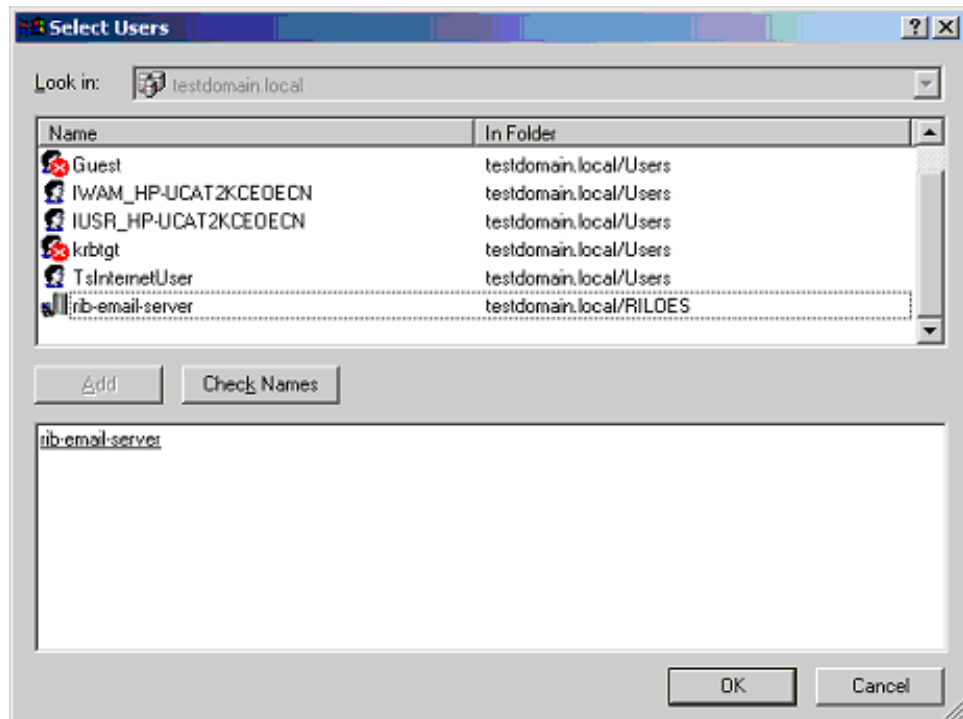 Select Users
Look in: testdomain.local
Name In Folder
Guest testdomain.local/Users
IWAM_HP-UCAT2KCEOECN testdomain.local/Users
IUSR_HP-UCAT2KCEOECN testdomain.local/Users
krbtgt testdomain.local/Users
TsInternetUser testdomain.local/Users
rib-email-server testdomain.local/RILOES
Add Check Names
rib-email-server
OK Cancel